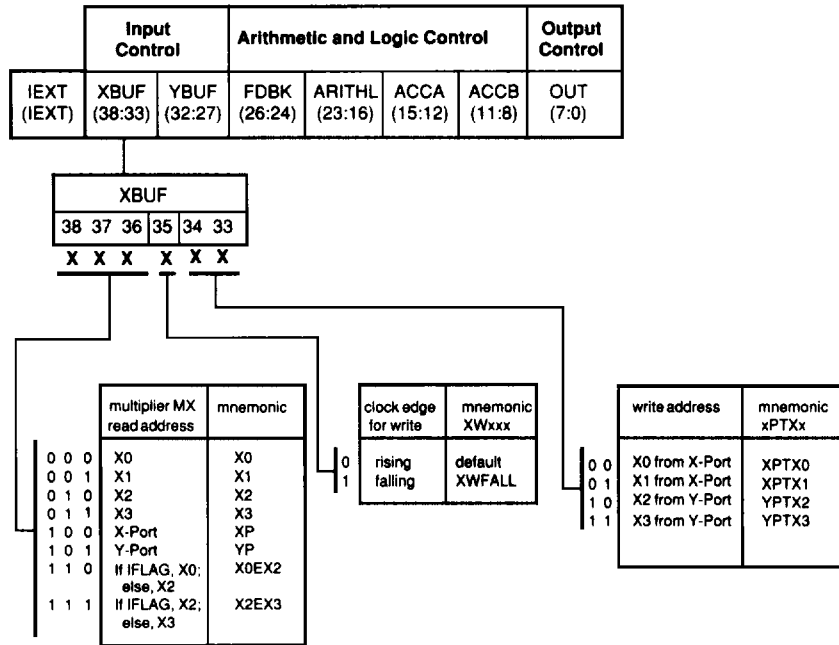 Input Control Arithmetic and Logic Control Output Control
IEXT XBUF YBUF FDBK ARITHL ACCA ACCB OUT
(IEXT) (38:33) (32:27) (26:24) (23:16) (15:12) (11:8) (7:0)
XBUF
38 37 36 35 34 33
X X X X X X
multiplier MX read address mnemonic
0 0 0 X0 X0
0 0 1 X1 X1
0 1 0 X2 X2
0 1 1 X3 X3
1 0 0 X-Port XP
1 0 1 Y-Port YP
1 1 0 If IFLAG, X0; X0EX2
else, X2
1 1 1 If IFLAG, X2; X2EX3
else, X3
clock edge for write mnemonic XWxxx
0 rising default
1 falling XWFALL
write address mnemonic xPTXx
0 0 X0 from X-Port XPTX0
0 1 X1 from X-Port XPTX1
1 0 X2 from Y-Port YPTX2
1 1 X3 from Y-Port YPTX3